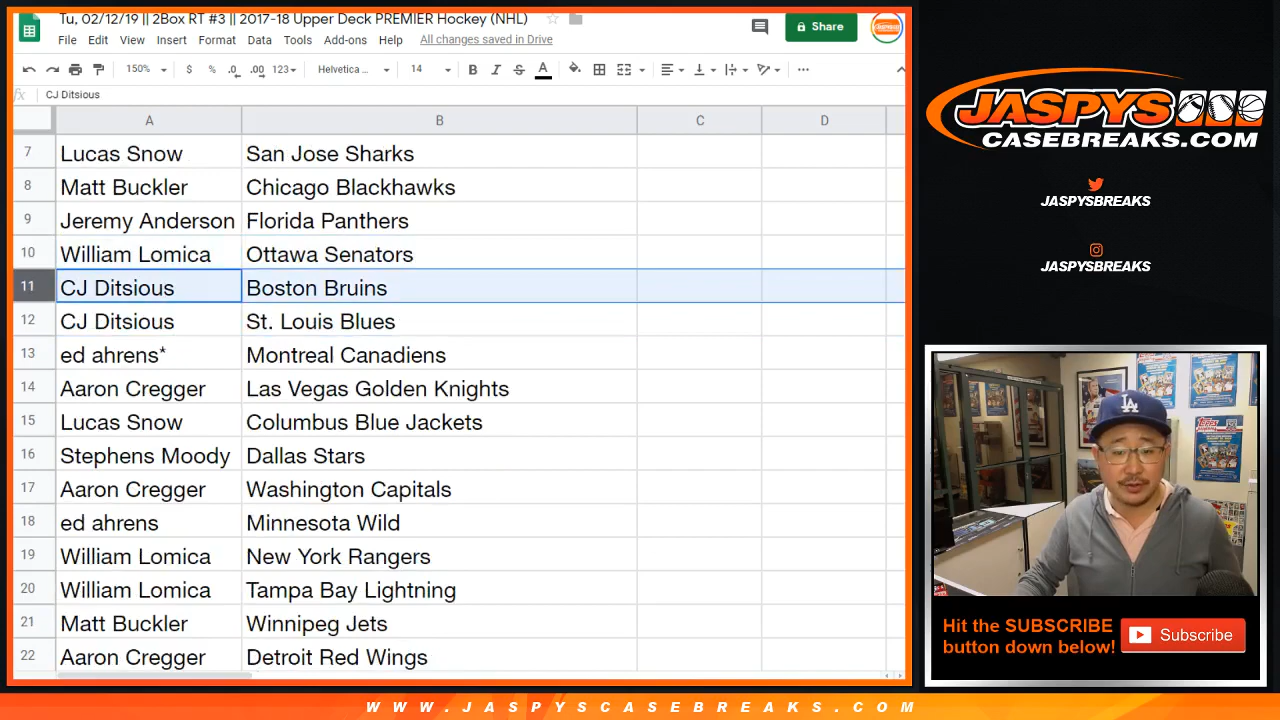 Tu, 02/12/19 || 2Box RT #3 || 2017-18 Upper Deck PREMIER Hockey (NHL)
File Edit View Insert Format Data Tools Add-ons Help All changes saved in Drive
Share
150% $ % .0 .00 123 Helvetica ... 14 B I S A
fx CJ Ditsious
A B C D
7 Lucas Snow San Jose Sharks
8 Matt Buckler Chicago Blackhawks
9 Jeremy Anderson Florida Panthers
10 William Lomica Ottawa Senators
11 CJ Ditsious Boston Bruins
12 CJ Ditsious St. Louis Blues
13 ed ahrens* Montreal Canadiens
14 Aaron Cregger Las Vegas Golden Knights
15 Lucas Snow Columbus Blue Jackets
16 Stephens Moody Dallas Stars
17 Aaron Cregger Washington Capitals
18 ed ahrens Minnesota Wild
19 William Lomica New York Rangers
20 William Lomica Tampa Bay Lightning
21 Matt Buckler Winnipeg Jets
22 Aaron Cregger Detroit Red Wings
JASPYS
CASEBREAKS.COM
JASPYSBREAKS
JASPYSBREAKS
LA
Hit the SUBSCRIBE
button down below!
Subscribe
WWW.JASPYSCASEBREAKS.COM